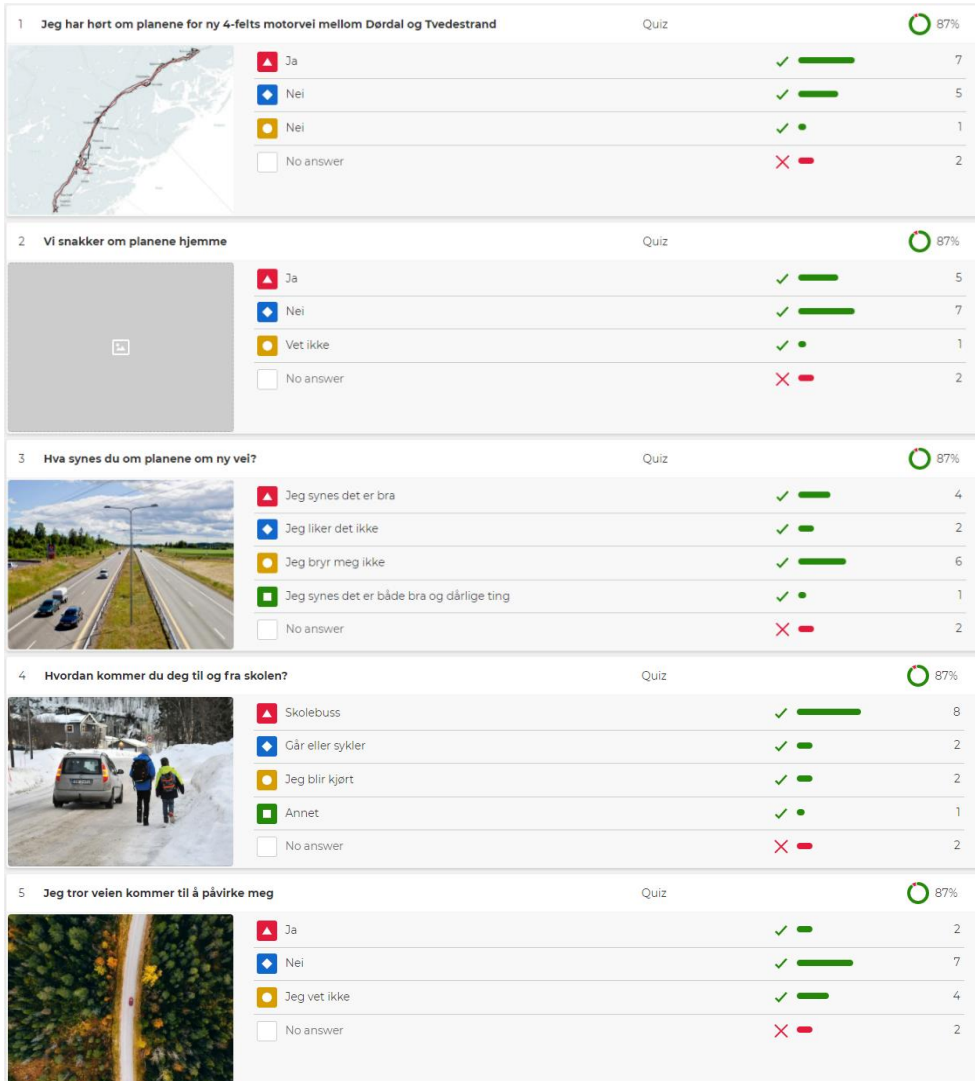 1 Jeg har hørt om planene for ny 4-felts motorvei mellom Dørdal og Tvedestrand Quiz 87%
Ja 7
Nei 5
Nei 1
No answer 2
2 Vi snakker om planene hjemme Quiz 87%
Ja 5
Nei 7
Vet ikke 1
No answer 2
3 Hva synes du om planene om ny vei? Quiz 87%
Jeg synes det er bra 4
Jeg liker det ikke 2
Jeg bryr meg ikke 6
Jeg synes det er både bra og dårlige ting 1
No answer 2
4 Hvordan kommer du deg til og fra skolen? Quiz 87%
Skolebuss 8
Går eller sykler 2
Jeg blir kjørt 2
Annet 1
No answer 2
5 Jeg tror veien kommer til å påvirke meg Quiz 87%
Ja 2
Nei 7
Jeg vet ikke 4
No answer 2